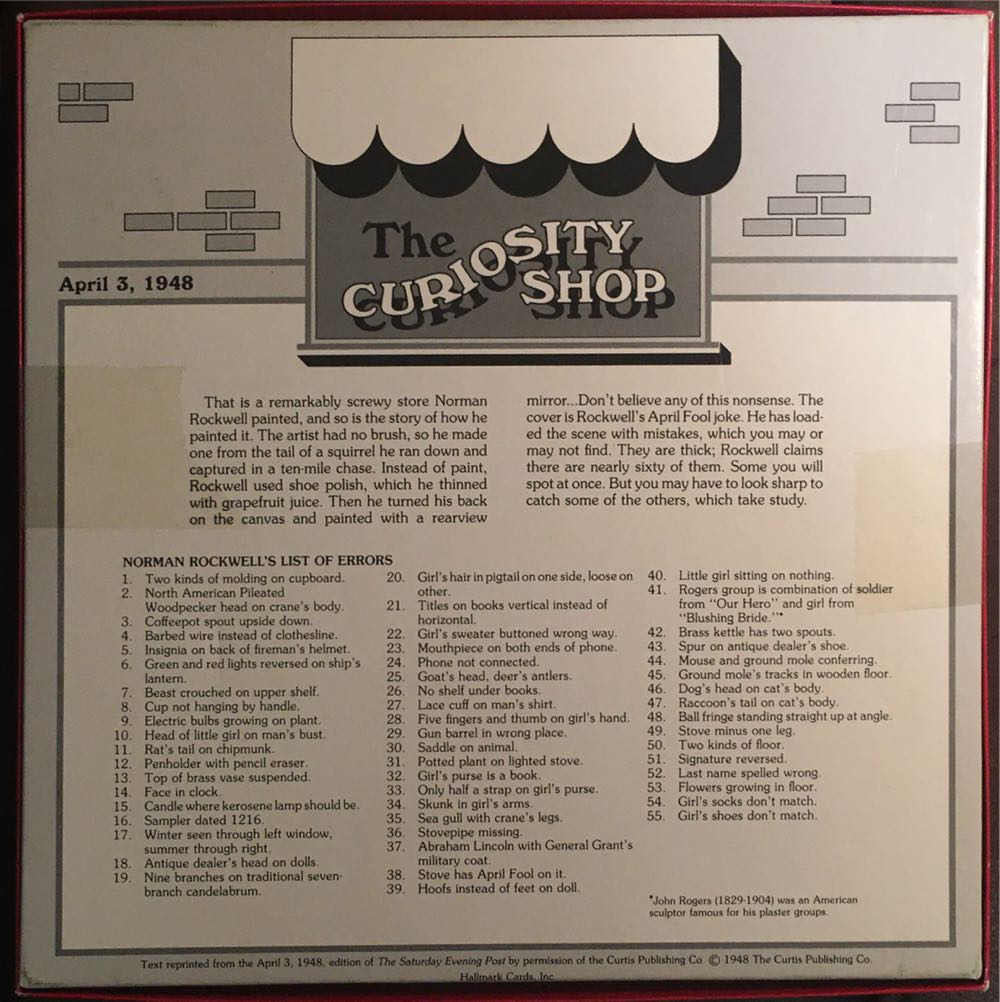 The
CURIOSITY
SHOP
April 3, 1948
That is a remarkably screwy store Norman
Rockwell painted, and so is the story of how he
painted it. The artist had no brush, so he made
one from the tail of a squirrel he ran down and
captured in a ten-mile chase. Instead of paint,
Rockwell used shoe polish, which he thinned
with grapefruit juice. Then he turned his back
on the canvas and painted with a rearview
mirror...Don't believe any of this nonsense. The
cover is Rockwell's April Fool joke. He has load-
ed the scene with mistakes, which you may or
may not find. They are thick; Rockwell claims
there are nearly sixty of them. Some you will
spot at once. But you may have to look sharp to
catch some of the others, which take study.
NORMAN ROCKWELL'S LIST OF ERRORS
1. Two kinds of molding on cupboard.
2. North American Pileated
Woodpecker head on crane's body.
3. Coffeepot spout upside down.
4. Barbed wire instead of clothesline.
5. Insignia on back of fireman's helmet.
6. Green and red lights reversed on ship's
lantern.
7. Beast crouched on upper shelf.
8. Cup not hanging by handle.
9. Electric bulbs growing on plant.
10. Head of little girl on man's bust.
11. Rat's tail on chipmunk.
12. Penholder with pencil eraser.
13. Top of brass vase suspended.
14. Face in clock.
15. Candle where kerosene lamp should be.
16. Sampler dated 1216.
17. Winter seen through left window,
summer through right.
18. Antique dealer's head on dolls.
19. Nine branches on traditional seven-
branch candelabrum.
20. Girl's hair in pigtail on one side, loose on
other.
21. Titles on books vertical instead of
horizontal.
22. Girl's sweater buttoned wrong way.
23. Mouthpiece on both ends of phone.
24. Phone not connected.
25. Goat's head, deer's antlers.
26. No shelf under books.
27. Lace cuff on man's shirt.
28. Five fingers and thumb on girl's hand.
29. Gun barrel in wrong place.
30. Saddle on animal.
31. Potted plant on lighted stove.
32. Girl's purse is a book.
33. Only half a strap on girl's purse.
34. Skunk in girl's arms.
35. Sea gull with crane's legs.
36. Stovepipe missing.
37. Abraham Lincoln with General Grant's
military coat.
38. Stove has April Fool on it.
39. Hoofs instead of feet on doll.
40. Little girl sitting on nothing.
41. Rogers group is combination of soldier
from "Our Hero" and girl from
"Blushing Bride."*
42. Brass kettle has two spouts.
43. Spur on antique dealer's shoe.
44. Mouse and ground mole conferring.
45. Ground mole's tracks in wooden floor.
46. Dog's head on cat's body.
47. Raccoon's tail on cat's body.
48. Ball fringe standing straight up at angle.
49. Stove minus one leg.
50. Two kinds of floor.
51. Signature reversed.
52. Last name spelled wrong.
53. Flowers growing in floor.
54. Girl's socks don't match.
55. Girl's shoes don't match.
*John Rogers (1829-1904) was an American
sculptor famous for his plaster groups.
Text reprinted from the April 3, 1948, edition of The Saturday Evening Post by permission of the Curtis Publishing Co. © 1948 The Curtis Publishing Co.
Hallmark Cards, Inc.